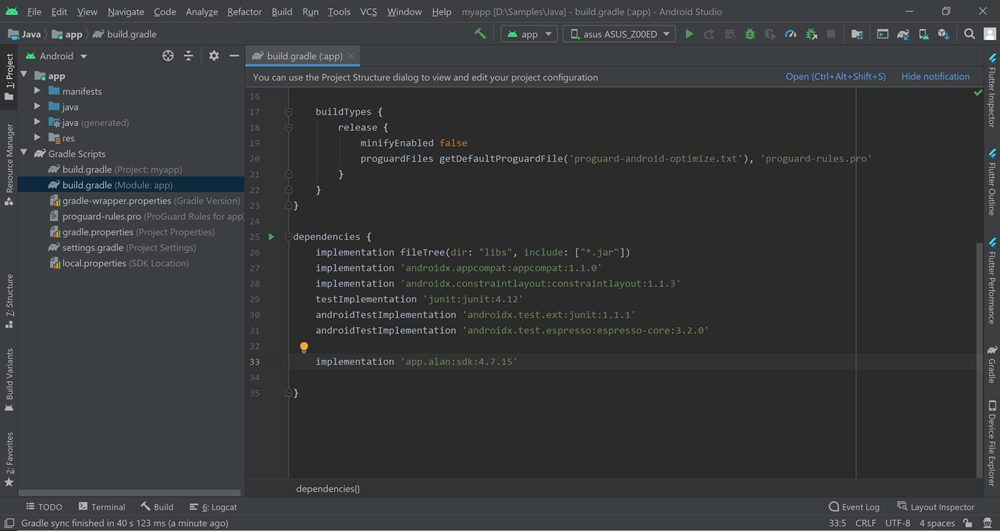 File Edit View Navigate Code Analyze Refactor Build Run Tools VCS Window Help myapp [D:\Samples\Java] - build.gradle (:app) - Android Studio
Java app build.gradle app asus ASUS_Z00ED
1: Project
Resource Manager
7: Structure
Build Variants
2: Favorites
Android
app
manifests
java
java (generated)
res
Gradle Scripts
build.gradle (Project: myapp)
build.gradle (Module: app)
gradle-wrapper.properties (Gradle Version)
proguard-rules.pro (ProGuard Rules for app)
gradle.properties (Project Properties)
settings.gradle (Project Settings)
local.properties (SDK Location)
build.gradle (:app)
You can use the Project Structure dialog to view and edit your project configuration Open (Ctrl+Alt+Shift+S) Hide notification
16
17 buildTypes {
18 release {
19 minifyEnabled false
20 proguardFiles getDefaultProguardFile('proguard-android-optimize.txt'), 'proguard-rules.pro'
21 }
22 }
23 }
24
25 dependencies {
26 implementation fileTree(dir: "libs", include: ["*.jar"])
27 implementation 'androidx.appcompat:appcompat:1.1.0'
28 implementation 'androidx.constraintlayout:constraintlayout:1.1.3'
29 testImplementation 'junit:junit:4.12'
30 androidTestImplementation 'androidx.test.ext:junit:1.1.1'
31 androidTestImplementation 'androidx.test.espresso:espresso-core:3.2.0'
32
33 implementation 'app.alan:sdk:4.7.15'
34
35 }
dependencies{}
Flutter Inspector
Flutter Outline
Flutter Performance
Gradle
Device File Explorer
TODO Terminal Build 6: Logcat Event Log Layout Inspector
Gradle sync finished in 40 s 123 ms (a minute ago) 33:5 CRLF UTF-8 4 spaces